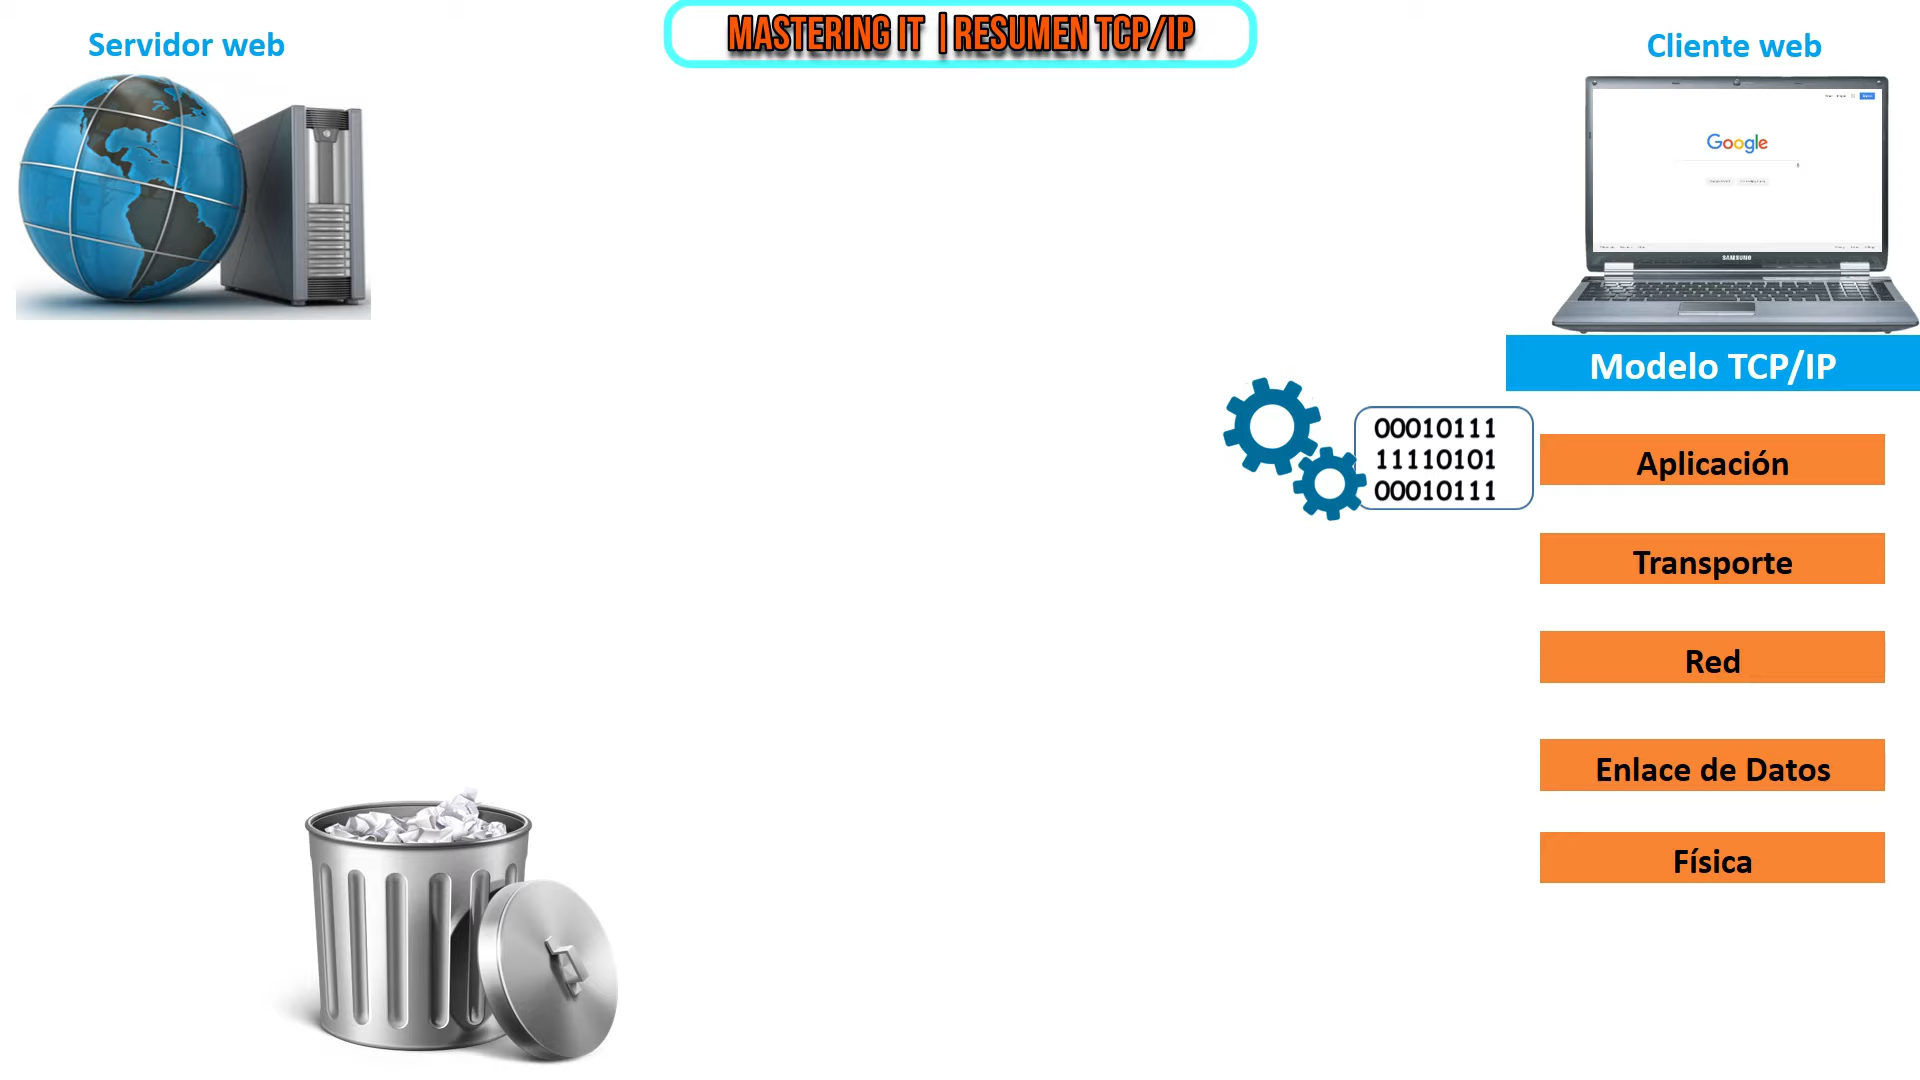 MASTERING IT | RESUMEN TCP/IP
Servidor web
Cliente web
Google
SAMSUNG
Modelo TCP/IP
00010111
11110101
00010111
Aplicación
Transporte
Red
Enlace de Datos
Física